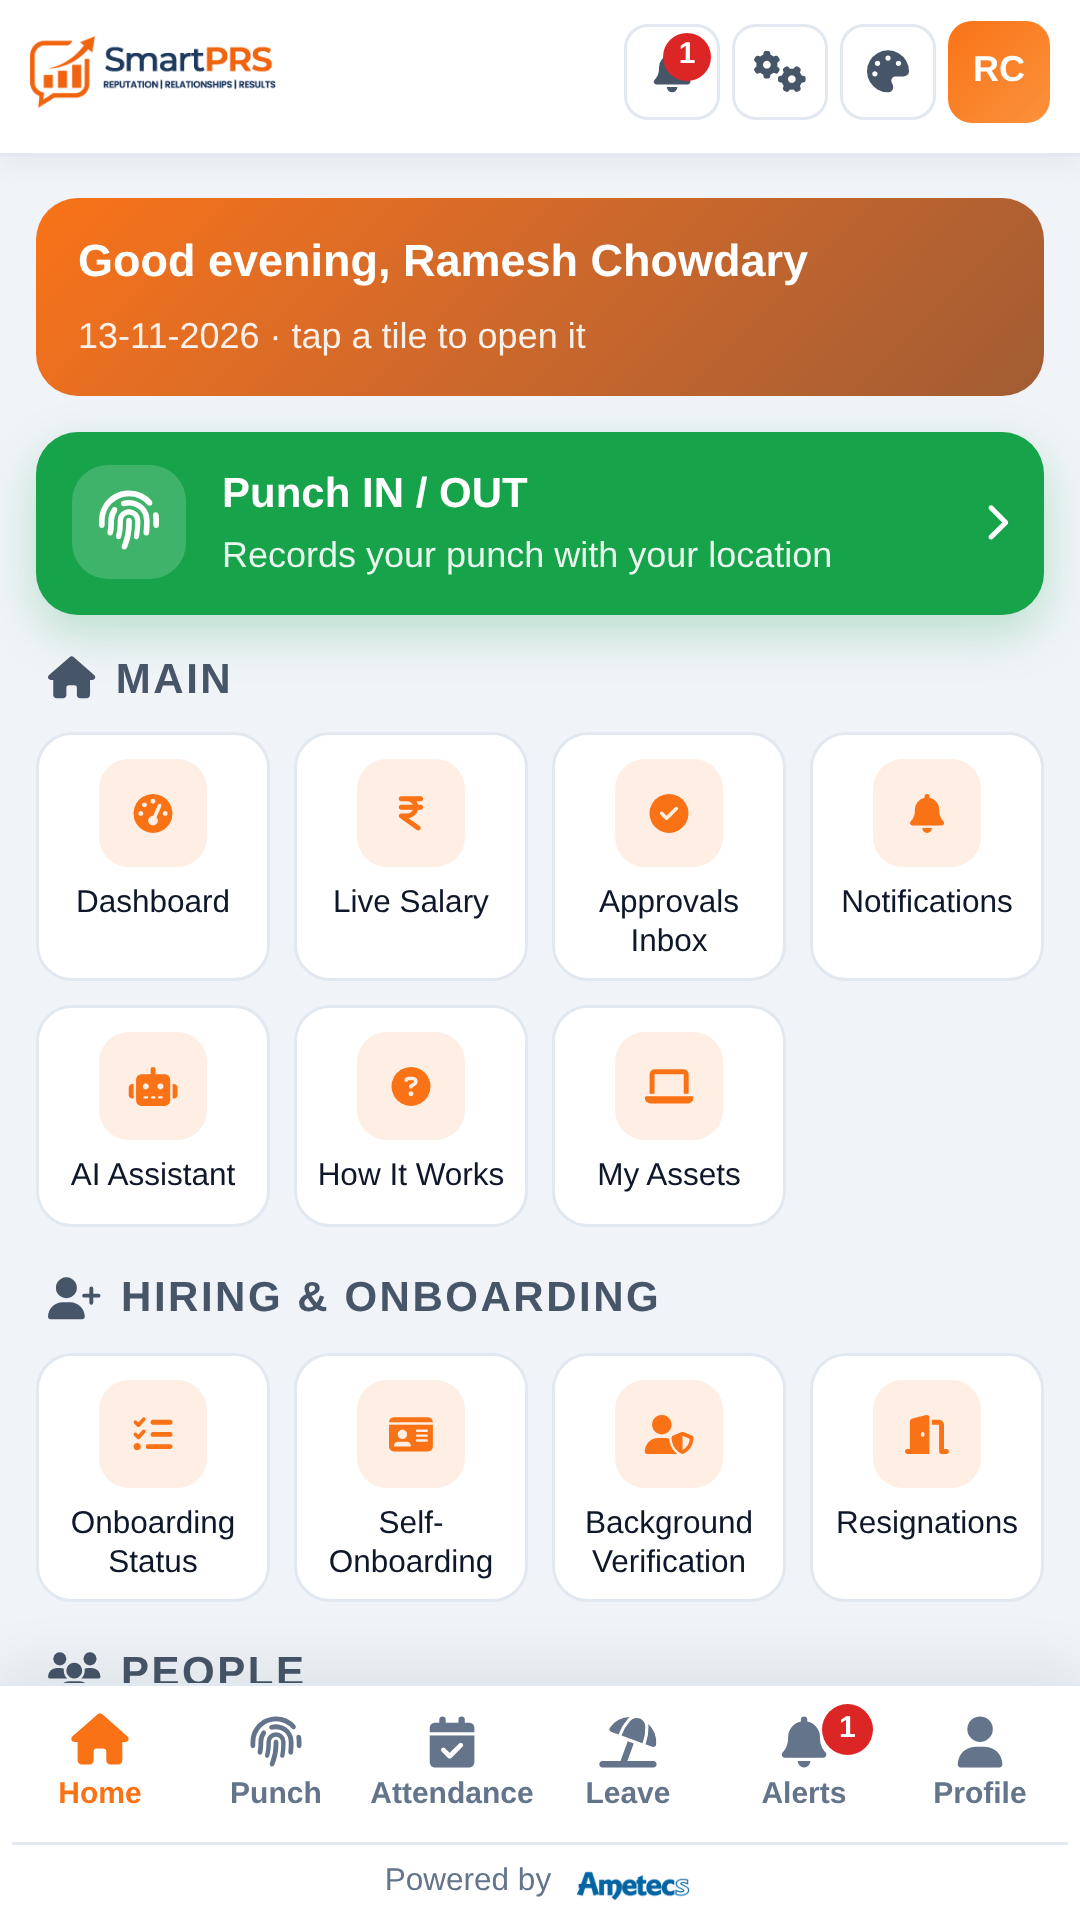 SmartPRS
REPUTATION | RELATIONSHIPS | RESULTS
1
RC
Good evening, Ramesh Chowdary
13-11-2026 · tap a tile to open it
Punch IN / OUT
Records your punch with your location
MAIN
Dashboard
Live Salary
Approvals
Inbox
Notifications
AI Assistant
How It Works
My Assets
HIRING & ONBOARDING
Onboarding
Status
Self-
Onboarding
Background
Verification
Resignations
PEOPLE
Home
Punch
Attendance
Leave
1
Alerts
Profile
Powered by Ametecs